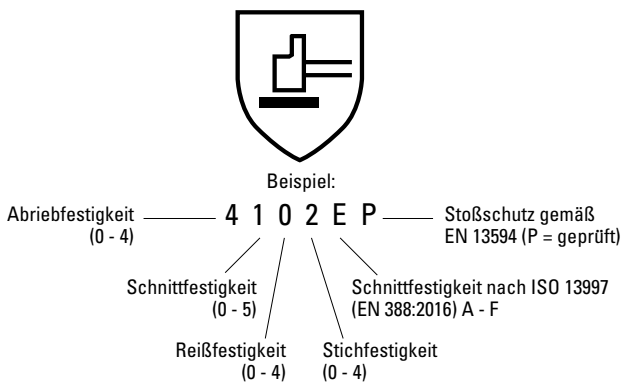 Beispiel:
Abriebfestigkeit
(0 - 4)
4 1 0 2 E P
Stoßschutz gemäß
EN 13594 (P = geprüft)
Schnittfestigkeit
(0 - 5)
Schnittfestigkeit nach ISO 13997
(EN 388:2016) A - F
Reißfestigkeit
(0 - 4)
Stichfestigkeit
(0 - 4)